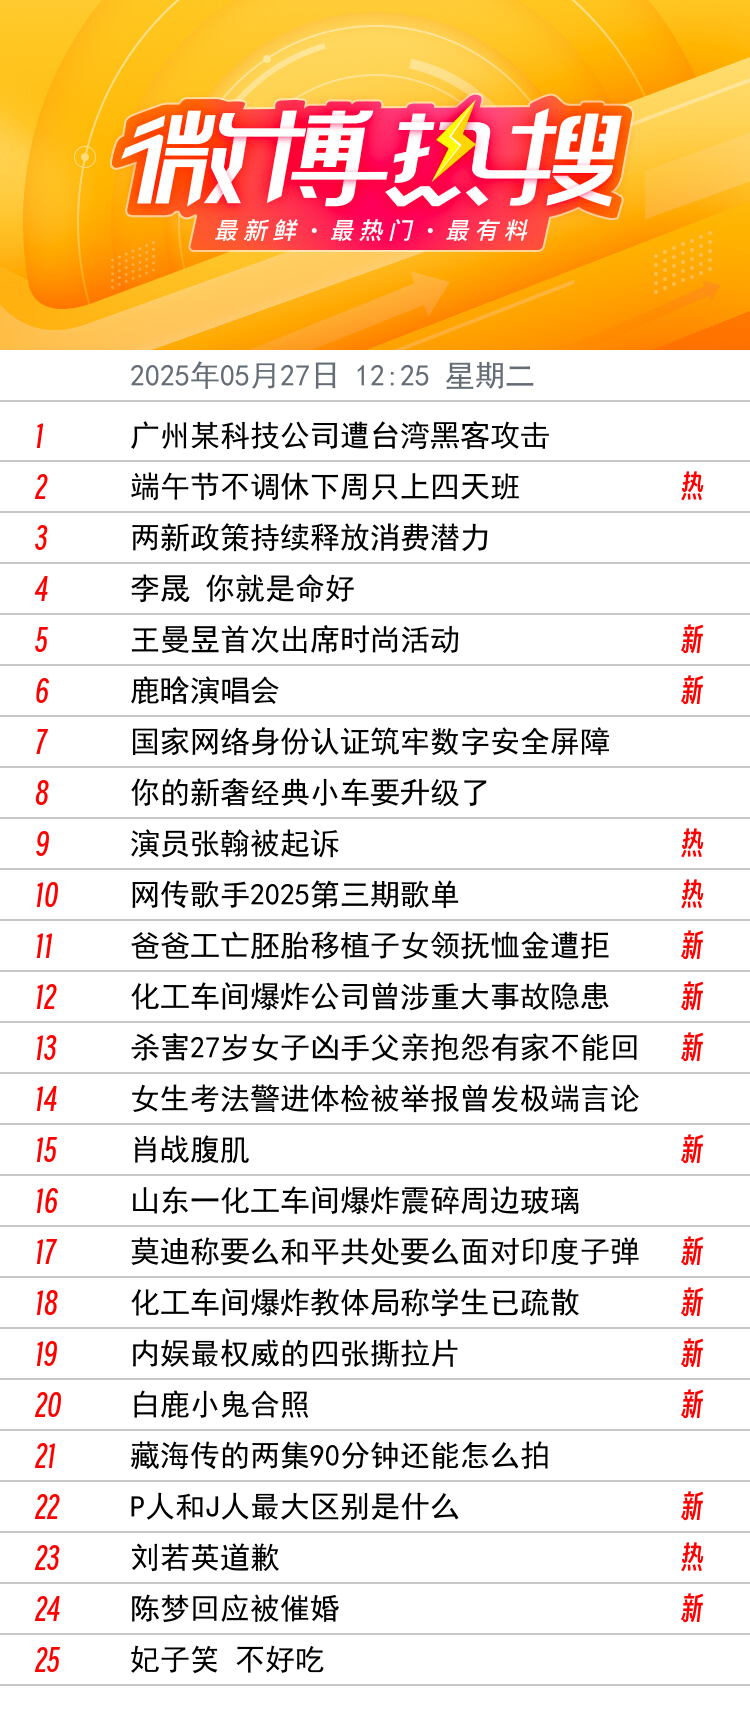 微博热搜
最新鲜·最热门·最有料
2025年05月27日 12:25 星期二
1 广州某科技公司遭台湾黑客攻击
2 端午节不调休下周只上四天班 热
3 两新政策持续释放消费潜力
4 李晟 你就是命好
5 王曼昱首次出席时尚活动 新
6 鹿晗演唱会 新
7 国家网络身份认证筑牢数字安全屏障
8 你的新奢经典小车要升级了
9 演员张翰被起诉 热
10 网传歌手2025第三期歌单 热
11 爸爸工亡胚胎移植子女领抚恤金遭拒 新
12 化工车间爆炸公司曾涉重大事故隐患 新
13 杀害27岁女子凶手父亲抱怨有家不能回 新
14 女生考法警进体检被举报曾发极端言论
15 肖战腹肌 新
16 山东一化工车间爆炸震碎周边玻璃
17 莫迪称要么和平共处要么面对印度子弹 新
18 化工车间爆炸教体局称学生已疏散 新
19 内娱最权威的四张撕拉片 新
20 白鹿小鬼合照 新
21 藏海传的两集90分钟还能怎么拍
22 P人和J人最大区别是什么 新
23 刘若英道歉 热
24 陈梦回应被催婚 新
25 妃子笑 不好吃